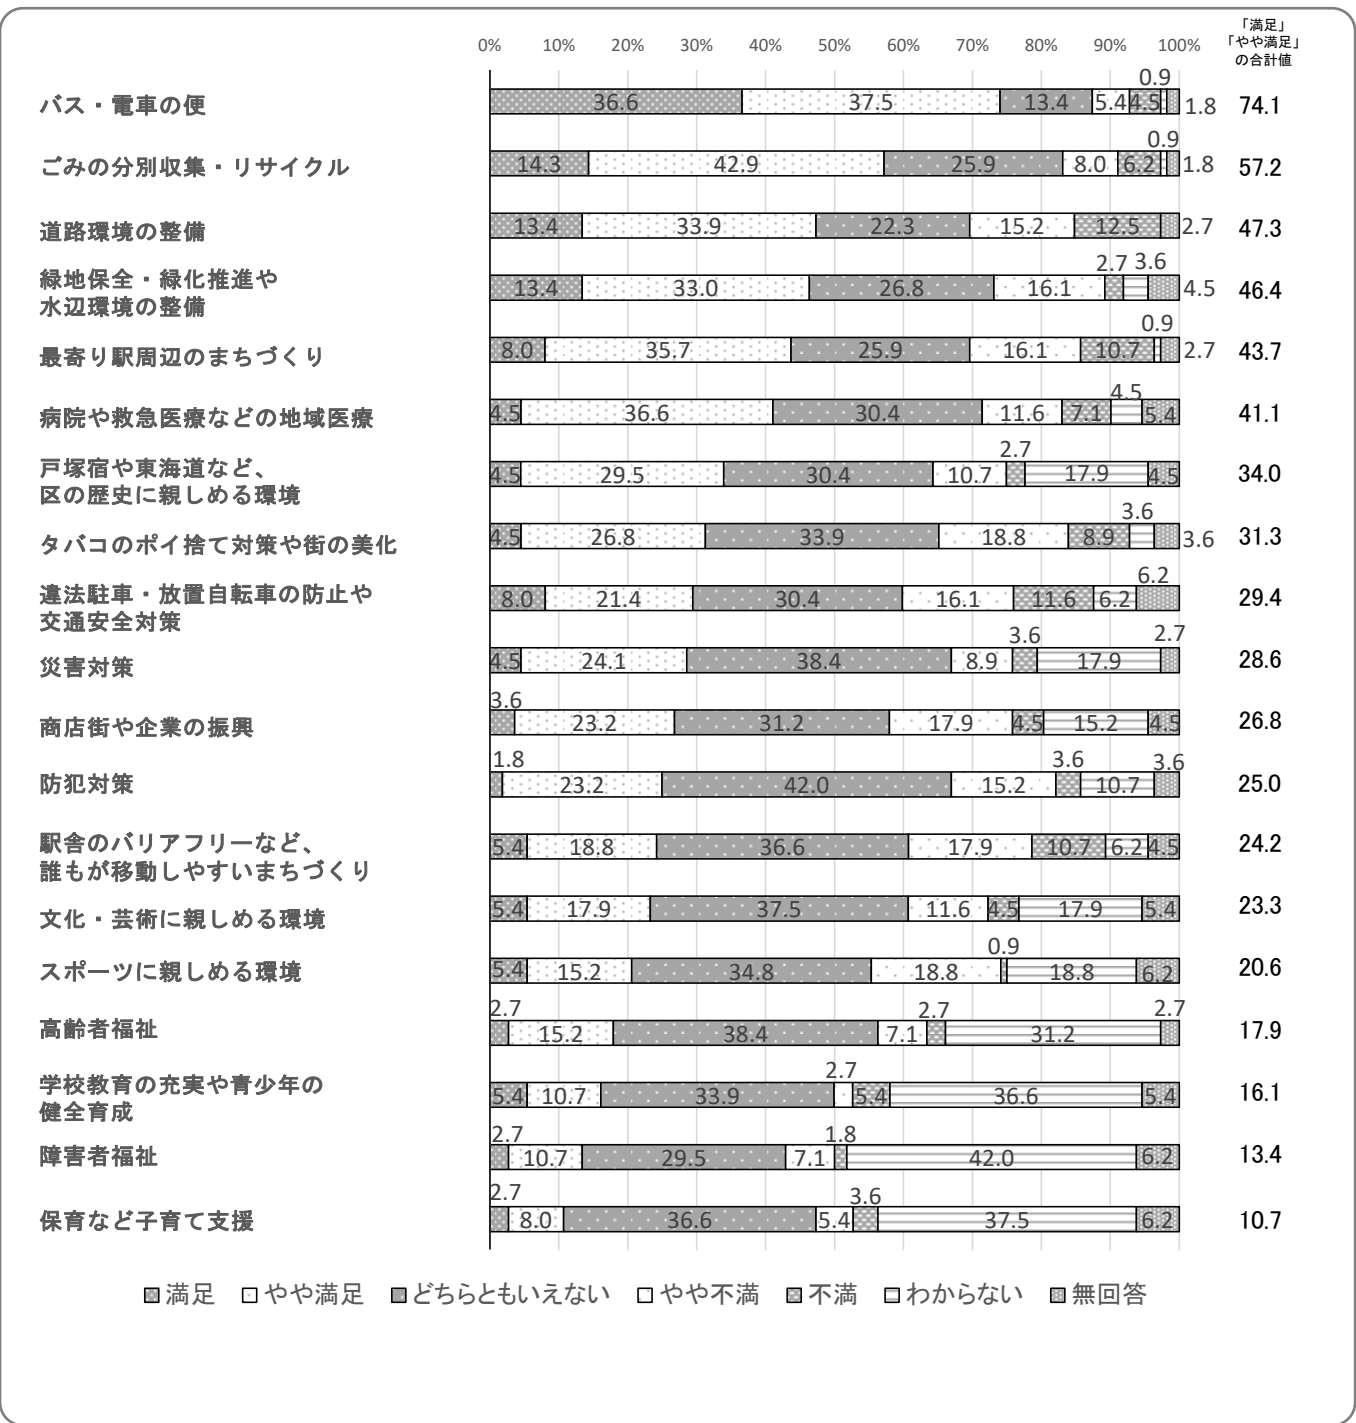 0% 10% 20% 30% 40% 50% 60% 70% 80% 90% 100%
「満足」
「やや満足」
の合計値
バス・電車の便 36.6 37.5 13.4 5.4 4.5 0.9 1.8 74.1
ごみの分別収集・リサイクル 14.3 42.9 25.9 8.0 6.2 0.9 1.8 57.2
道路環境の整備 13.4 33.9 22.3 15.2 12.5 2.7 47.3
緑地保全・緑化推進や
水辺環境の整備 13.4 33.0 26.8 16.1 2.7 3.6 4.5 46.4
最寄り駅周辺のまちづくり 8.0 35.7 25.9 16.1 10.7 0.9 2.7 43.7
病院や救急医療などの地域医療 4.5 36.6 30.4 11.6 7.1 4.5 5.4 41.1
戸塚宿や東海道など、
区の歴史に親しめる環境 4.5 29.5 30.4 10.7 2.7 17.9 4.5 34.0
タバコのポイ捨て対策や街の美化 4.5 26.8 33.9 18.8 8.9 3.6 3.6 31.3
違法駐車・放置自転車の防止や
交通安全対策 8.0 21.4 30.4 16.1 11.6 6.2 6.2 29.4
災害対策 4.5 24.1 38.4 8.9 3.6 17.9 2.7 28.6
商店街や企業の振興 3.6 23.2 31.2 17.9 4.5 15.2 4.5 26.8
防犯対策 1.8 23.2 42.0 15.2 3.6 10.7 3.6 25.0
駅舎のバリアフリーなど、
誰もが移動しやすいまちづくり 5.4 18.8 36.6 17.9 10.7 6.2 4.5 24.2
文化・芸術に親しめる環境 5.4 17.9 37.5 11.6 4.5 17.9 5.4 23.3
スポーツに親しめる環境 5.4 15.2 34.8 18.8 0.9 18.8 6.2 20.6
高齢者福祉 2.7 15.2 38.4 7.1 2.7 31.2 2.7 17.9
学校教育の充実や青少年の
健全育成 5.4 10.7 33.9 2.7 5.4 36.6 5.4 16.1
障害者福祉 2.7 10.7 29.5 7.1 1.8 42.0 6.2 13.4
保育など子育て支援 2.7 8.0 36.6 5.4 3.6 37.5 6.2 10.7
満足 やや満足 どちらともいえない やや不満 不満 わからない 無回答